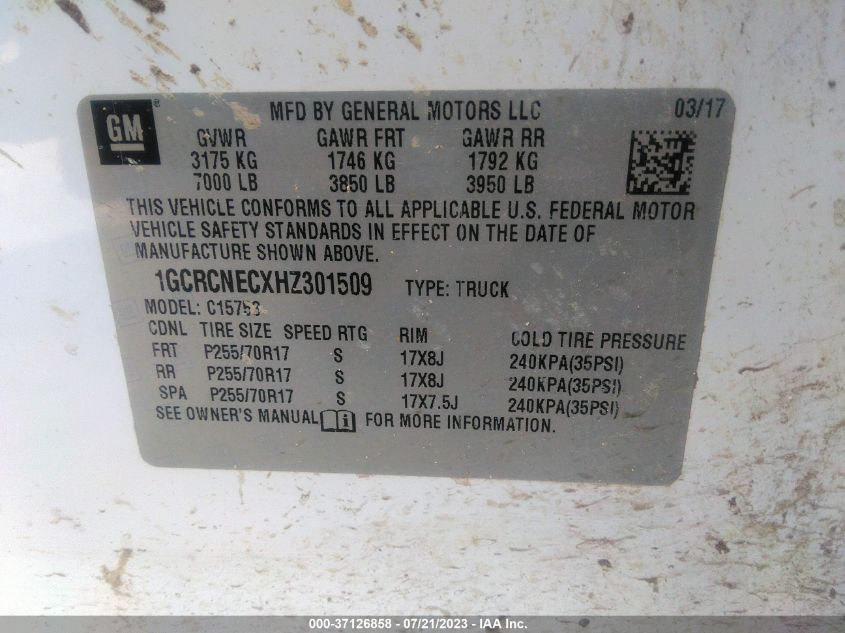 GM ®
MFD BY GENERAL MOTORS LLC 03/17
GVWR GAWR FRT GAWR RR
3175 KG 1746 KG 1792 KG
7000 LB 3850 LB 3950 LB
THIS VEHICLE CONFORMS TO ALL APPLICABLE U.S. FEDERAL MOTOR
VEHICLE SAFETY STANDARDS IN EFFECT ON THE DATE OF
MANUFACTURE SHOWN ABOVE.
1GCRCNECXHZ301509 TYPE: TRUCK
MODEL: C15753
CDNL TIRE SIZE SPEED RTG RIM COLD TIRE PRESSURE
FRT P255/70R17 S 17X8J 240KPA(35PSI)
RR P255/70R17 S 17X8J 240KPA(35PSI)
SPA P255/70R17 S 17X7.5J 240KPA(35PSI)
SEE OWNER'S MANUAL i FOR MORE INFORMATION.
000-37126858 - 07/21/2023 - IAA Inc.